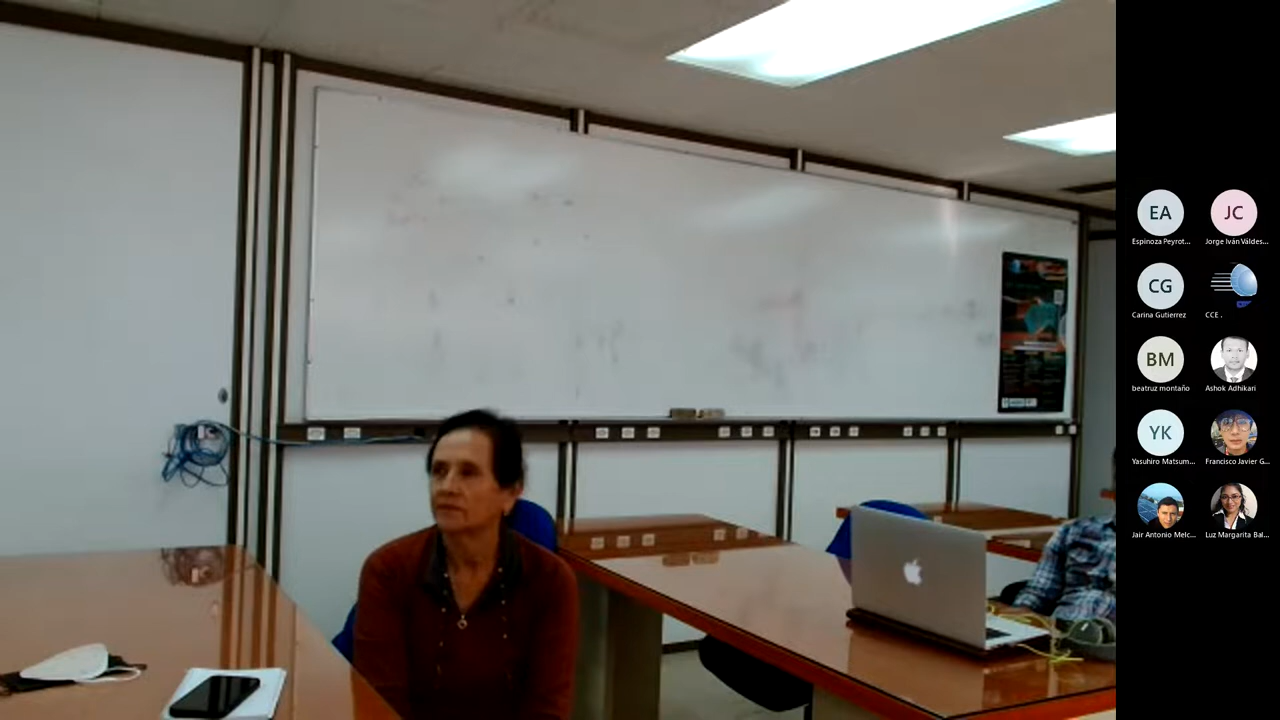 EA
JC
Espinoza Peyrot...
Jorge Iván Váldes...
CG
Carina Gutierrez
CCE .
BM
beatruz montaño
Ashok Adhikari
YK
Yasuhiro Matsum...
Francisco Javier G...
Jair Antonio Melc...
Luz Margarita Bal...